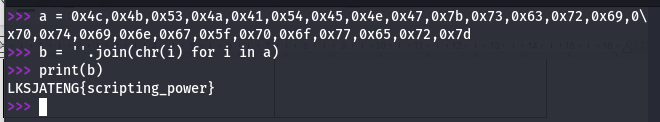 >>> a = 0x4c,0x4b,0x53,0x4a,0x41,0x54,0x45,0x4e,0x47,0x7b,0x73,0x63,0x72,0x69,0\
x70,0x74,0x69,0x6e,0x67,0x5f,0x70,0x6f,0x77,0x65,0x72,0x7d
>>> b = ''.join(chr(i) for i in a)
>>> print(b)
LKSJATENG{scripting_power}
>>>